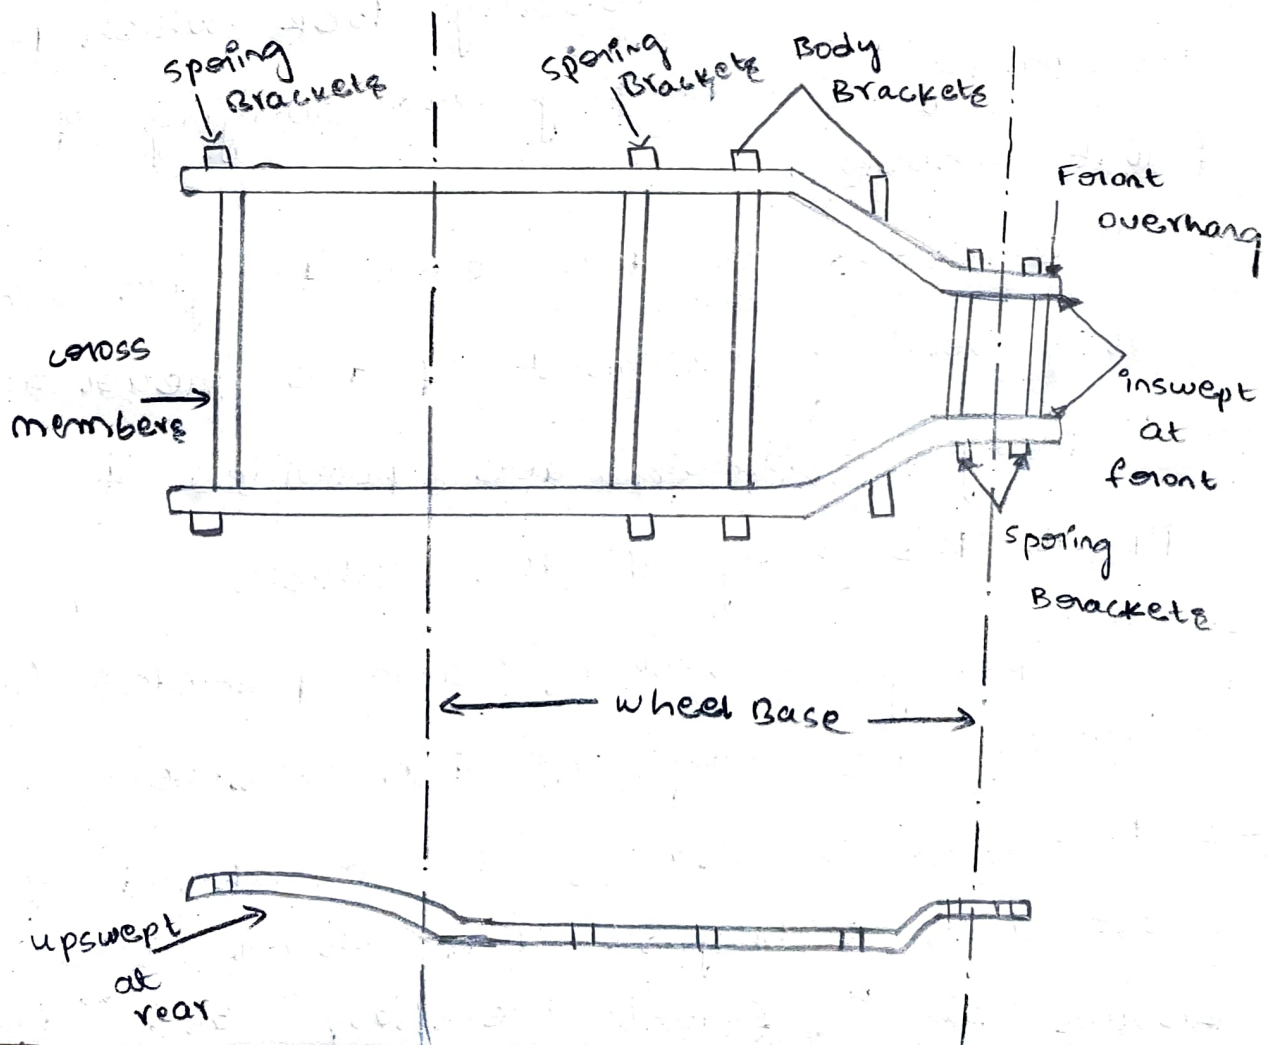 spring
Brackets
spring
Brackets
Body
Brackets
Front
overhang
cross
members
inswept
at
front
spring
Brackets
wheel Base
upswept
at
rear